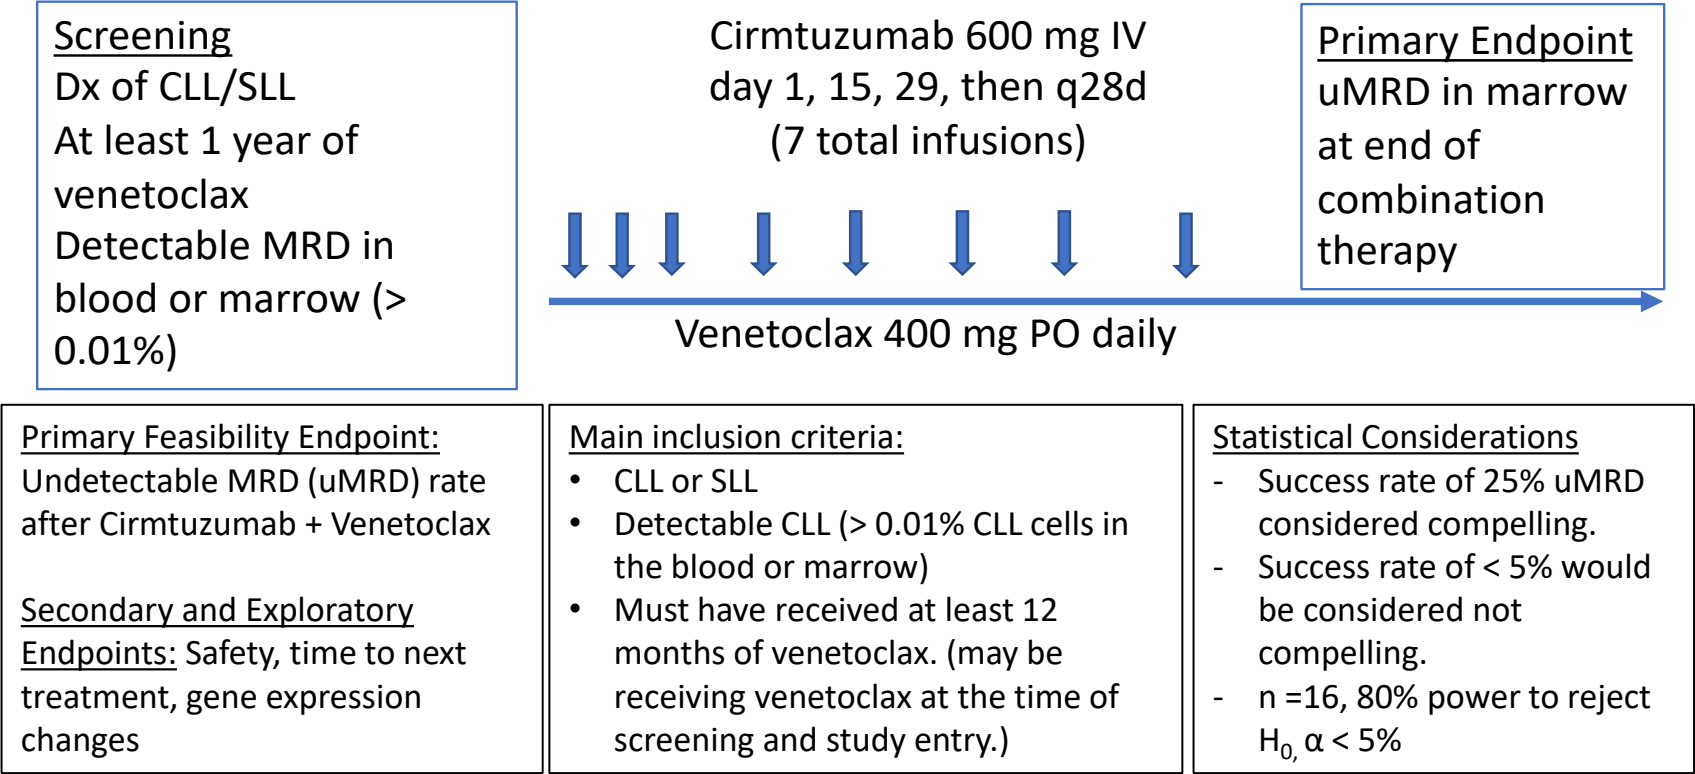 Screening
Dx of CLL/SLL
At least 1 year of
venetoclax
Detectable MRD in
blood or marrow (>
0.01%)
Cirmtuzumab 600 mg IV
day 1, 15, 29, then q28d
(7 total infusions)
Venetoclax 400 mg PO daily
Primary Endpoint
uMRD in marrow
at end of
combination
therapy
Primary Feasibility Endpoint:
Undetectable MRD (uMRD) rate
after Cirmtuzumab + Venetoclax
Secondary and Exploratory
Endpoints: Safety, time to next
treatment, gene expression
changes
Main inclusion criteria:
• CLL or SLL
• Detectable CLL (> 0.01% CLL cells in
the blood or marrow)
• Must have received at least 12
months of venetoclax. (may be
receiving venetoclax at the time of
screening and study entry.)
Statistical Considerations
- Success rate of 25% uMRD
considered compelling.
- Success rate of < 5% would
be considered not
compelling.
- n =16, 80% power to reject
H0, α < 5%